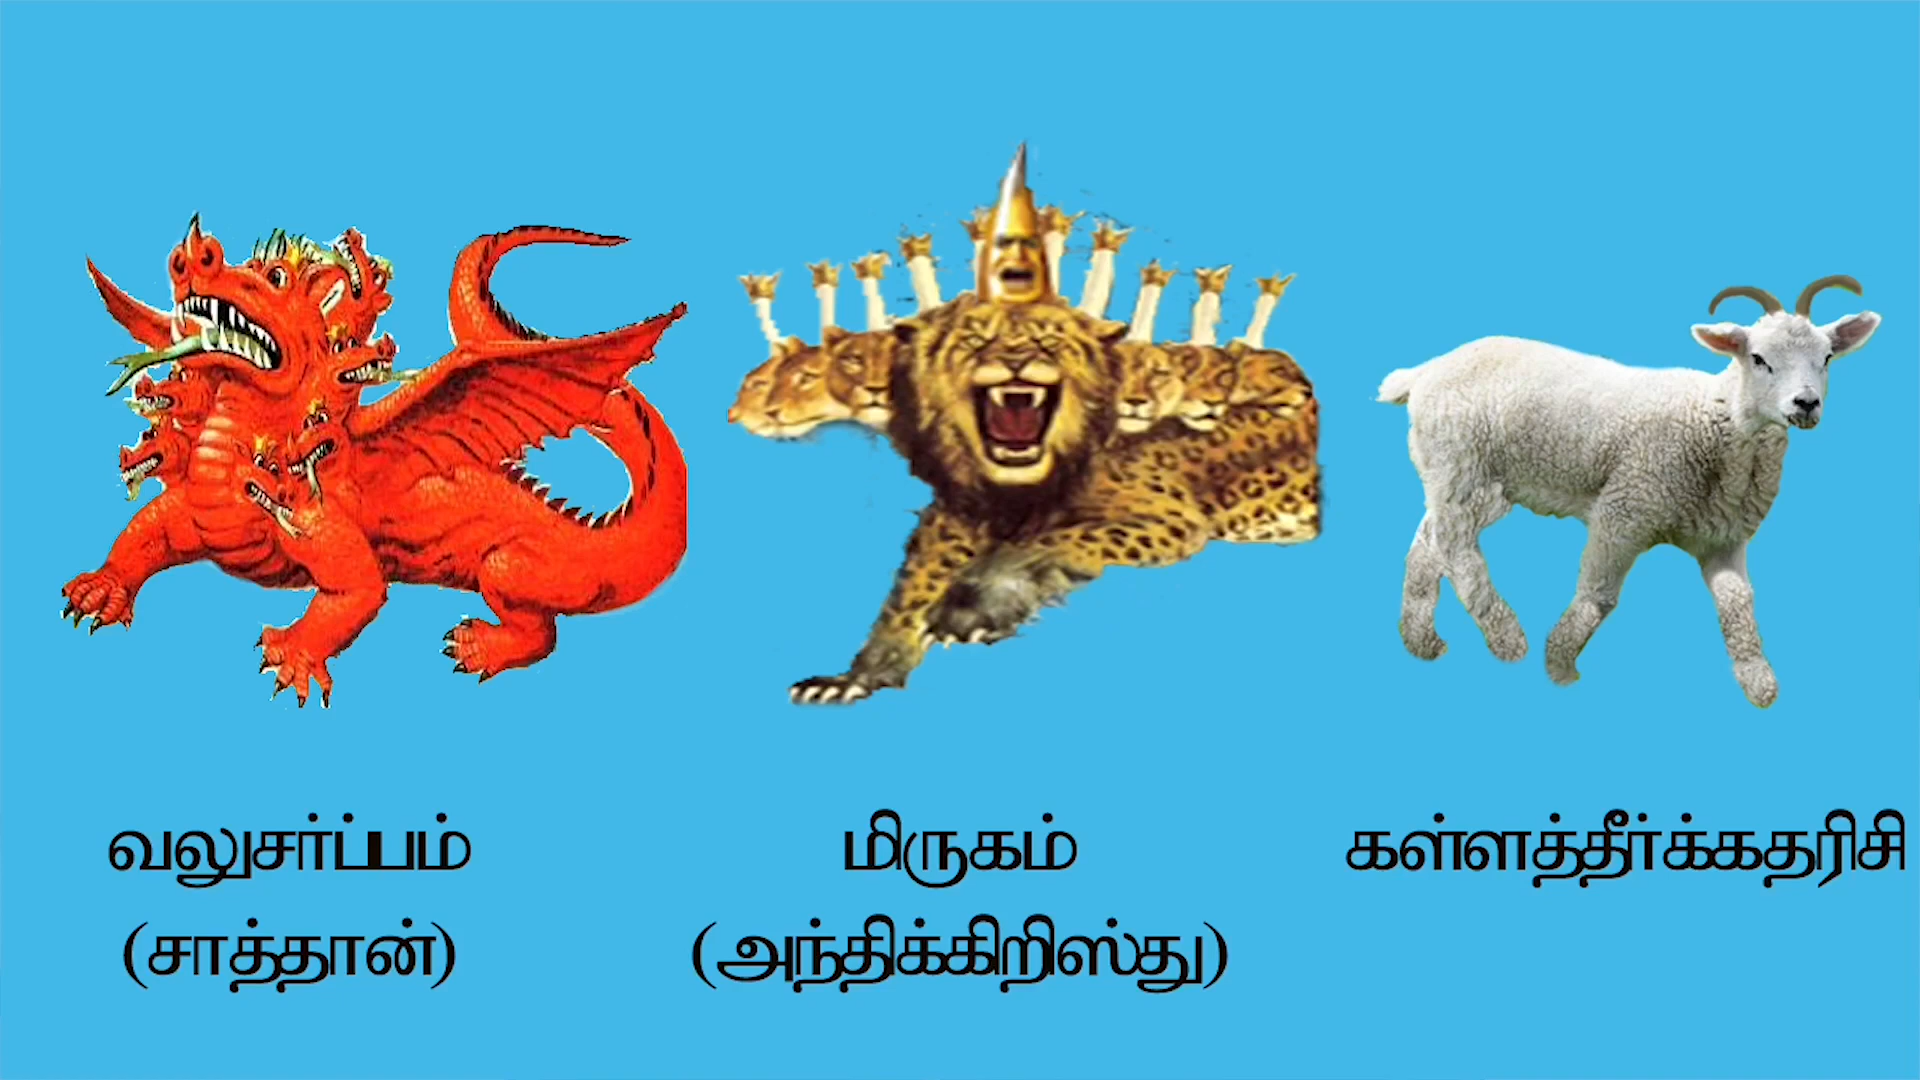 வலுசர்ப்பம்
(சாத்தான்)
மிருகம்
(அந்திக்கிறிஸ்து)
கள்ளத்தீர்க்கதரிசி